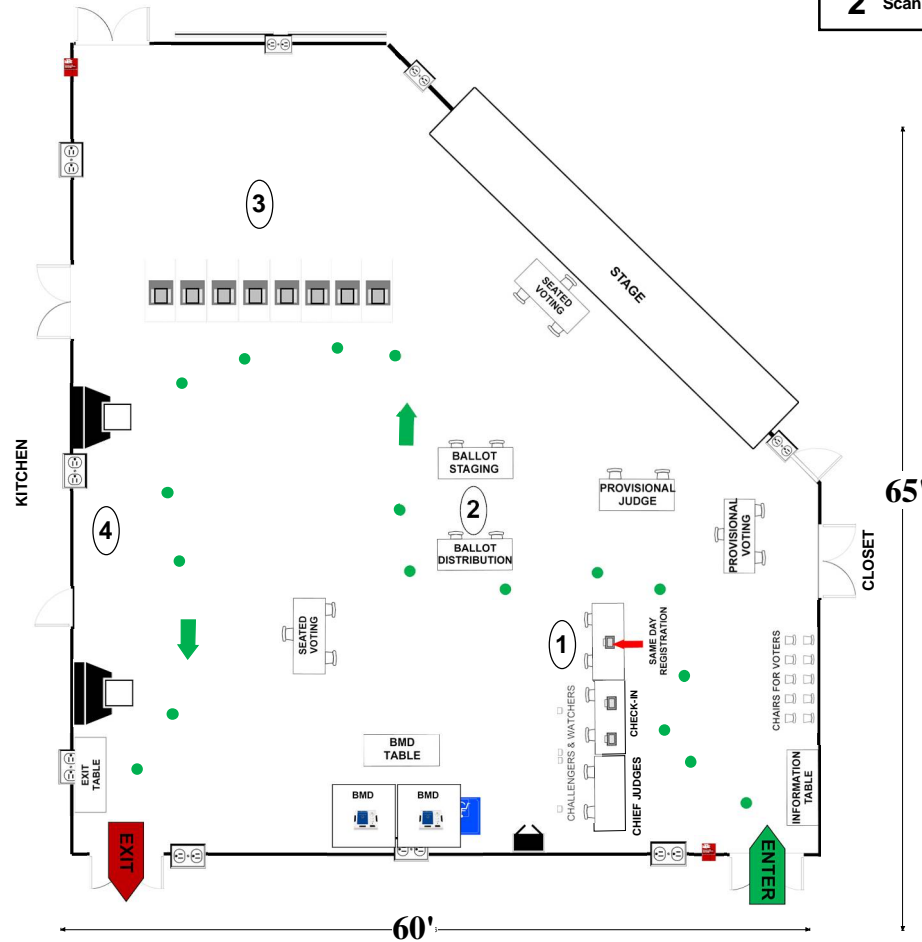 2 Scan
3
STAGE
SEATED
VOTING
KITCHEN
BALLOT
STAGING
2
BALLOT
DISTRIBUTION
PROVISIONAL
JUDGE
PROVISIONAL
VOTING
65'
CLOSET
4
SEATED
VOTING
1
SAME DAY
REGISTRATION
CHAIRS FOR VOTERS
CHALLENGERS & WATCHERS
CHECK-IN
BMD
TABLE
EXIT
TABLE
BMD
BMD
CHIEF JUDGES
INFORMATION
TABLE
EXIT
ENTER
60'